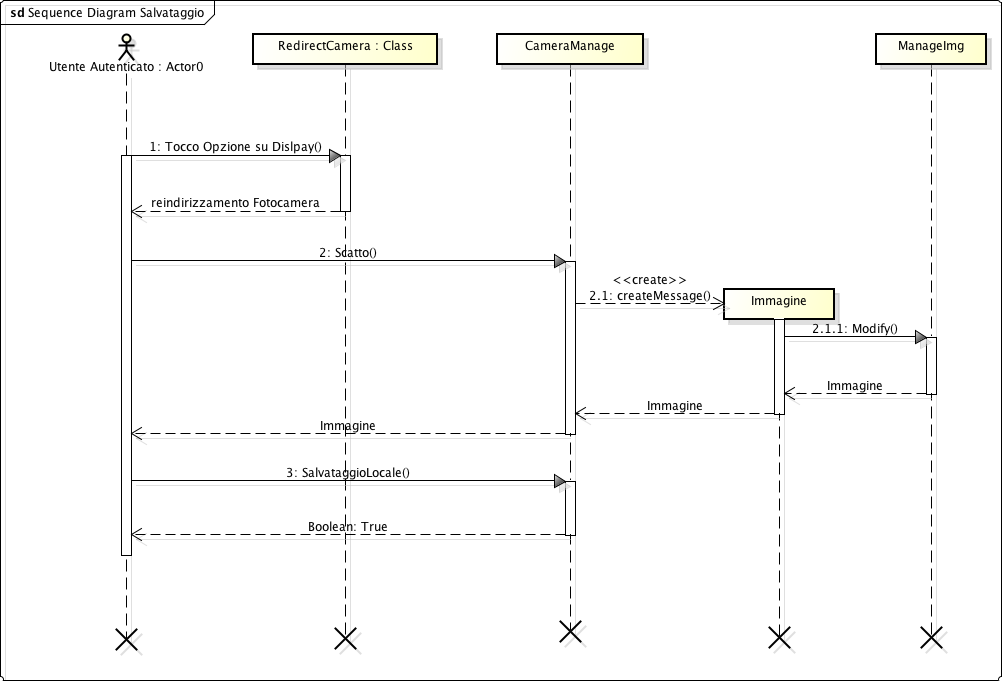 sd Sequence Diagram Salvataggio
Utente Autenticato : Actor0
RedirectCamera : Class
CameraManage
ManageImg
1: Tocco Opzione su Dislpay()
reindirizzamento Fotocamera
2: Scatto()
<<create>>
2.1: createMessage()
Immagine
2.1.1: Modify()
Immagine
Immagine
Immagine
3: SalvataggioLocale()
Boolean: True